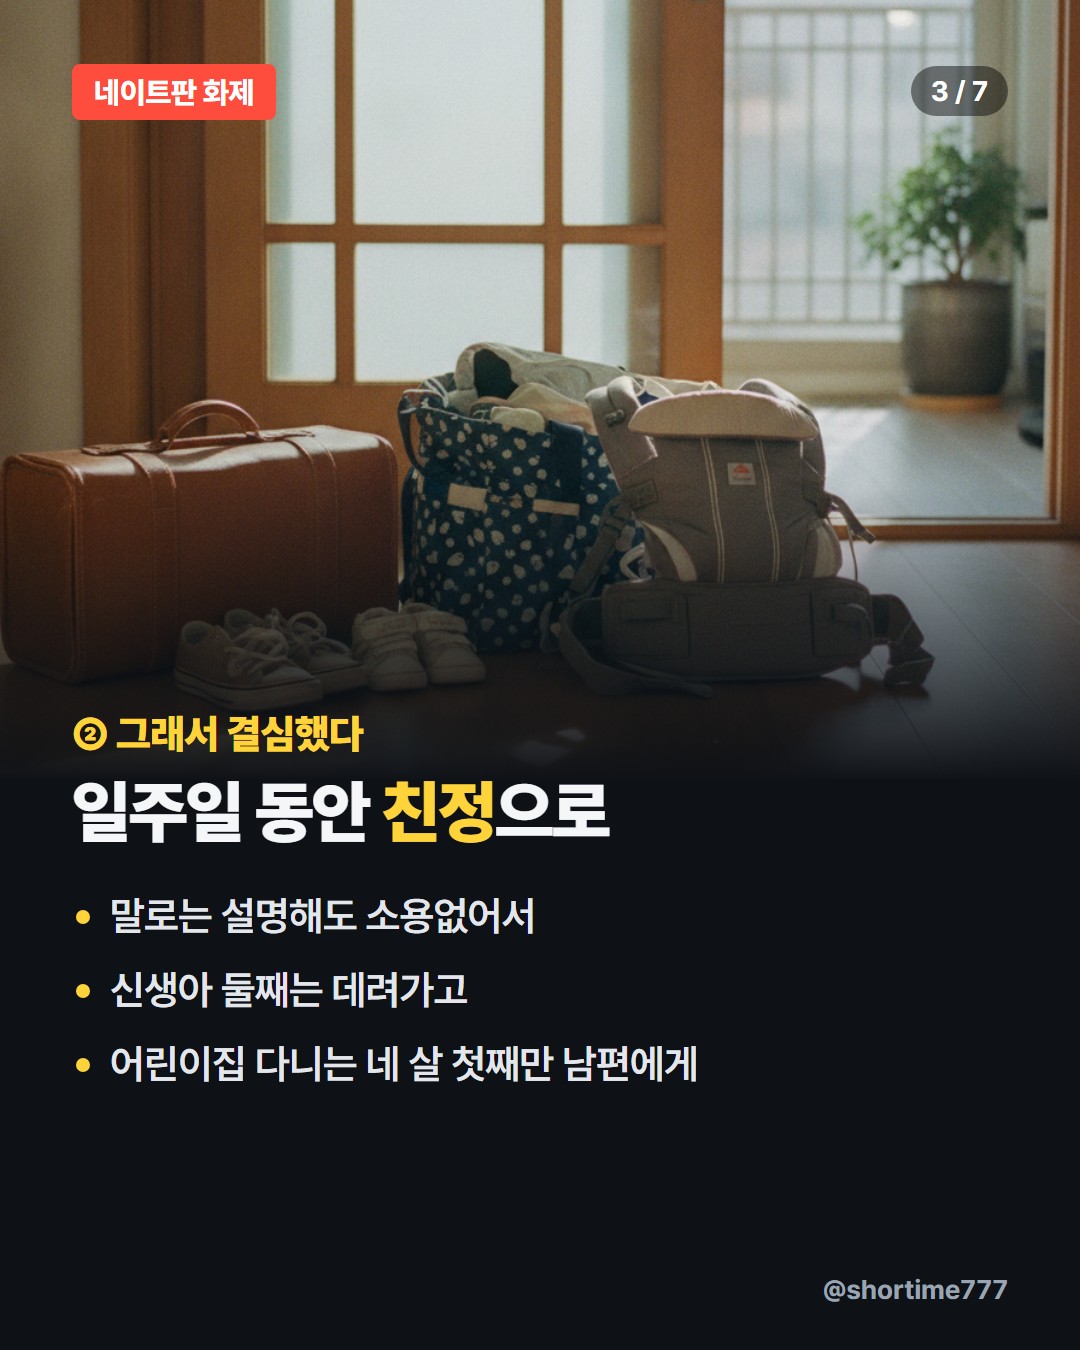 네이트판 화제
3 / 7
② 그래서 결심했다
일주일 동안 친정으로
• 말로는 설명해도 소용없어서
• 신생아 둘째는 데려가고
• 어린이집 다니는 네 살 첫째만 남편에게
@shortime777